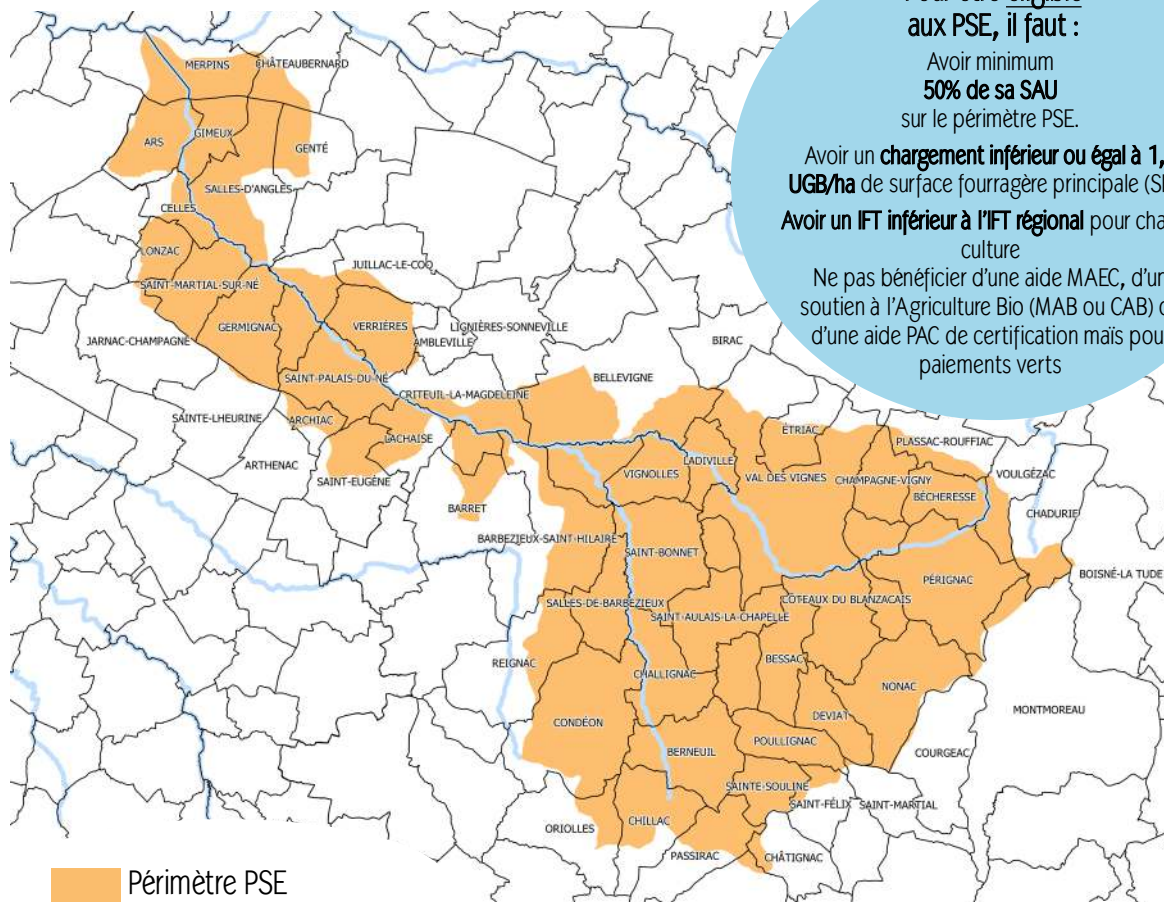 aux PSE, il faut :
Avoir minimum
50% de sa SAU
sur le périmètre PSE.
Avoir un chargement inférieur ou égal à 1,
UGB/ha de surface fourragère principale
Avoir un IFT inférieur à l'IFT régional pour
culture
Ne pas bénéficier d'une aide MAEC,
soutien à l'Agriculture Bio (MAB ou CAB)
d'une aide PAC de certification maïs
paiements verts
MERPINS
CHÂTEAUBERNARD
ARS
GIMEUX
GENTÉ
SALLES-D'ANGLES
CELLES
LONZAC
JUILLAC-LE-COQ
SAINT-MARTIAL-SUR-NÉ
GERMIGNAC
VERRIÈRES
LIGNIÈRES-SONNEVILLE
JARNAC-CHAMPAGNE
AMBLEVILLE
BIRAC
SAINT-PALAIS-DU-NÉ
BELLEVIGNE
CRITEUIL-LA-MAGDELEINE
SAINTE-LHEURINE
ARCHIAC
ÉTRIAC
LACHAISE
PLASSAC-ROUFFIAC
ARTHENAC
LADIVILLE
SAINT-EUGÈNE
VIGNOLLES
VAL DES VIGNES
CHAMPAGNE-VIGNY
VOULGÉZAC
BÉCHERESSE
BARRET
CHADURIE
BARBEZIEUX-SAINT-HILAIRE
SAINT-BONNET
BOISNÉ-LA TUDE
PÉRIGNAC
SALLES-DE-BARBEZIEUX
CÔTEAUX DU BLANZACAIS
SAINT-AULAIS-LA-CHAPELLE
REIGNAC
BESSAC
CHALLIGNAC
NONAC
MONTMOREAU
CONDÉON
DEVIAT
POULLIGNAC
BERNEUIL
COURGEAC
SAINTE-SOULINE
SAINT-FÉLIX
SAINT-MARTIAL
ORIOLLES
CHILLAC
PASSIRAC
CHÂTIGNAC
Périmètre PSE